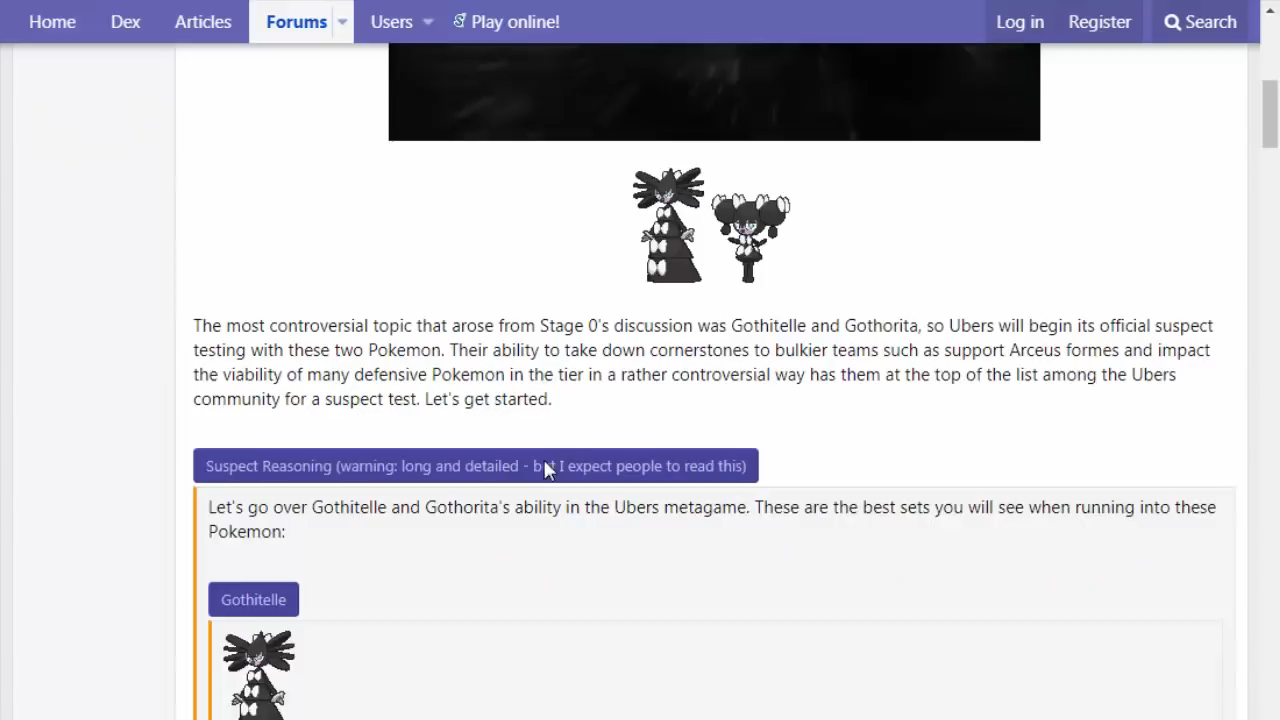 Home Dex Articles Forums Users Play online! Log in Register Search
The most controversial topic that arose from Stage 0's discussion was Gothitelle and Gothorita, so Ubers will begin its official suspect
testing with these two Pokemon. Their ability to take down cornerstones to bulkier teams such as support Arceus formes and impact
the viability of many defensive Pokemon in the tier in a rather controversial way has them at the top of the list among the Ubers
community for a suspect test. Let's get started.
Suspect Reasoning (warning: long and detailed - but I expect people to read this)
Let's go over Gothitelle and Gothorita's ability in the Ubers metagame. These are the best sets you will see when running into these
Pokemon:
Gothitelle